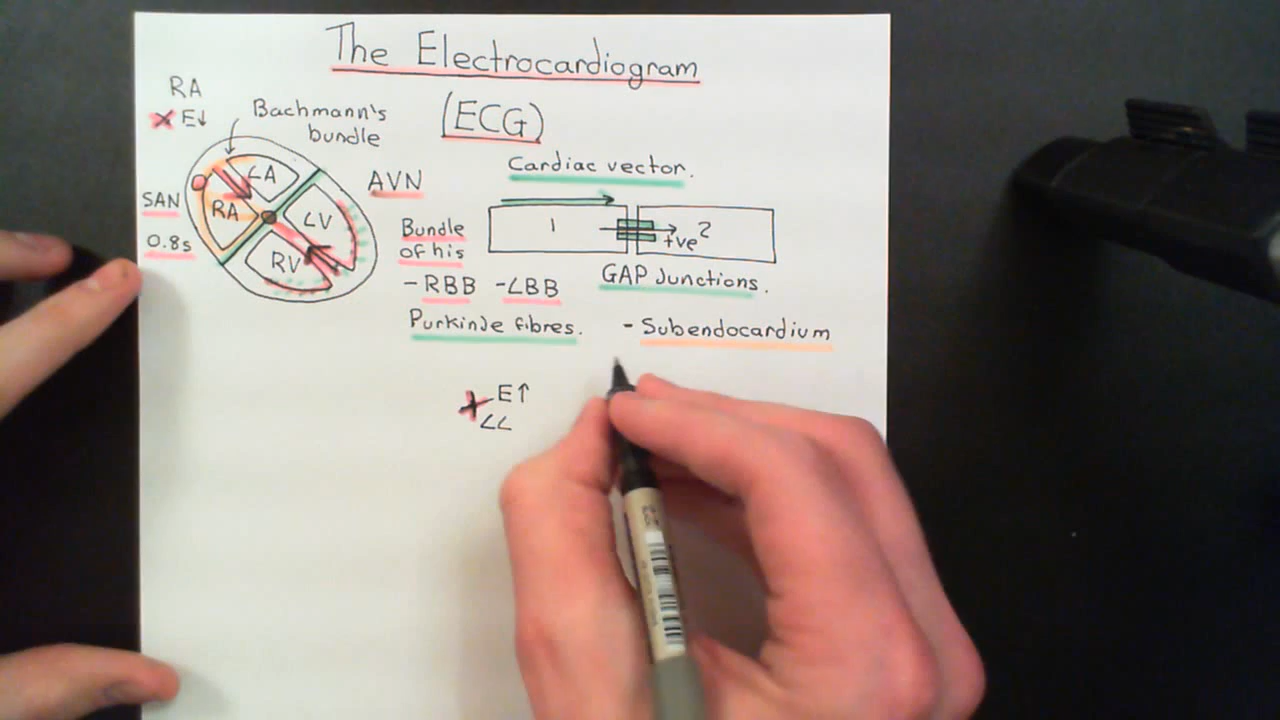 The Electrocardiogram
(ECG)
RA
E↓
Bachmann's
bundle
LA
RA
LV
RV
SAN
0.8s
AVN
Cardiac vector.
1
2
+ve
GAP Junctions.
Bundle
of his
- RBB - LBB
Purkinje fibres. - Subendocardium
E↑
LL